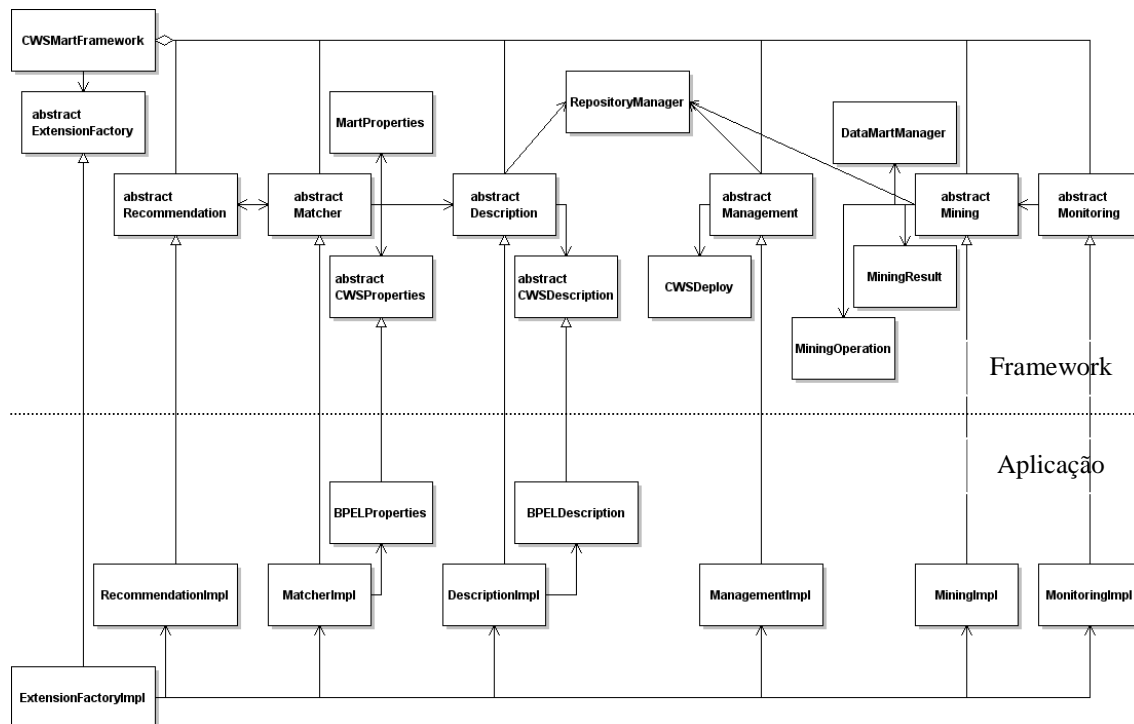 CWSMartFramework
abstract
ExtensionFactory
MartProperties
RepositoryManager
DataMartManager
abstract
Recommendation
abstract
Matcher
abstract
Description
abstract
Management
abstract
Mining
abstract
Monitoring
abstract
CWSProperties
abstract
CWSDescription
CWSDeploy
MiningResult
MiningOperation
Framework
Aplicação
BPELProperties
BPELDescription
RecommendationImpl
MatcherImpl
DescriptionImpl
ManagementImpl
MiningImpl
MonitoringImpl
ExtensionFactoryImpl